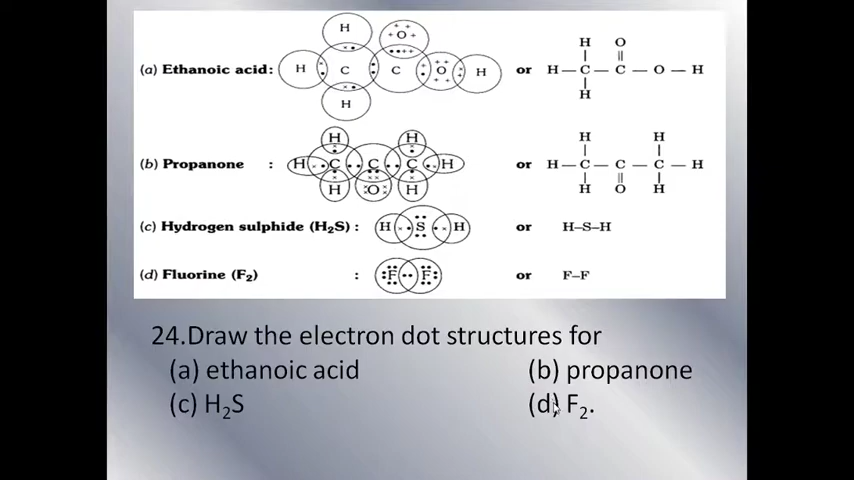 (a) Ethanoic acid:
H
O
H
C
C
O
H
H
or
H O
H — C — C — O — H
H
(b) Propanone :
H H
H C C C H
H O H
or
H H
H — C — C — C — H
H O H
(c) Hydrogen sulphide (H₂S) : H S H or H–S–H
(d) Fluorine (F₂) : F F or F–F
24.Draw the electron dot structures for
(a) ethanoic acid (b) propanone
(c) H₂S (d) F₂.